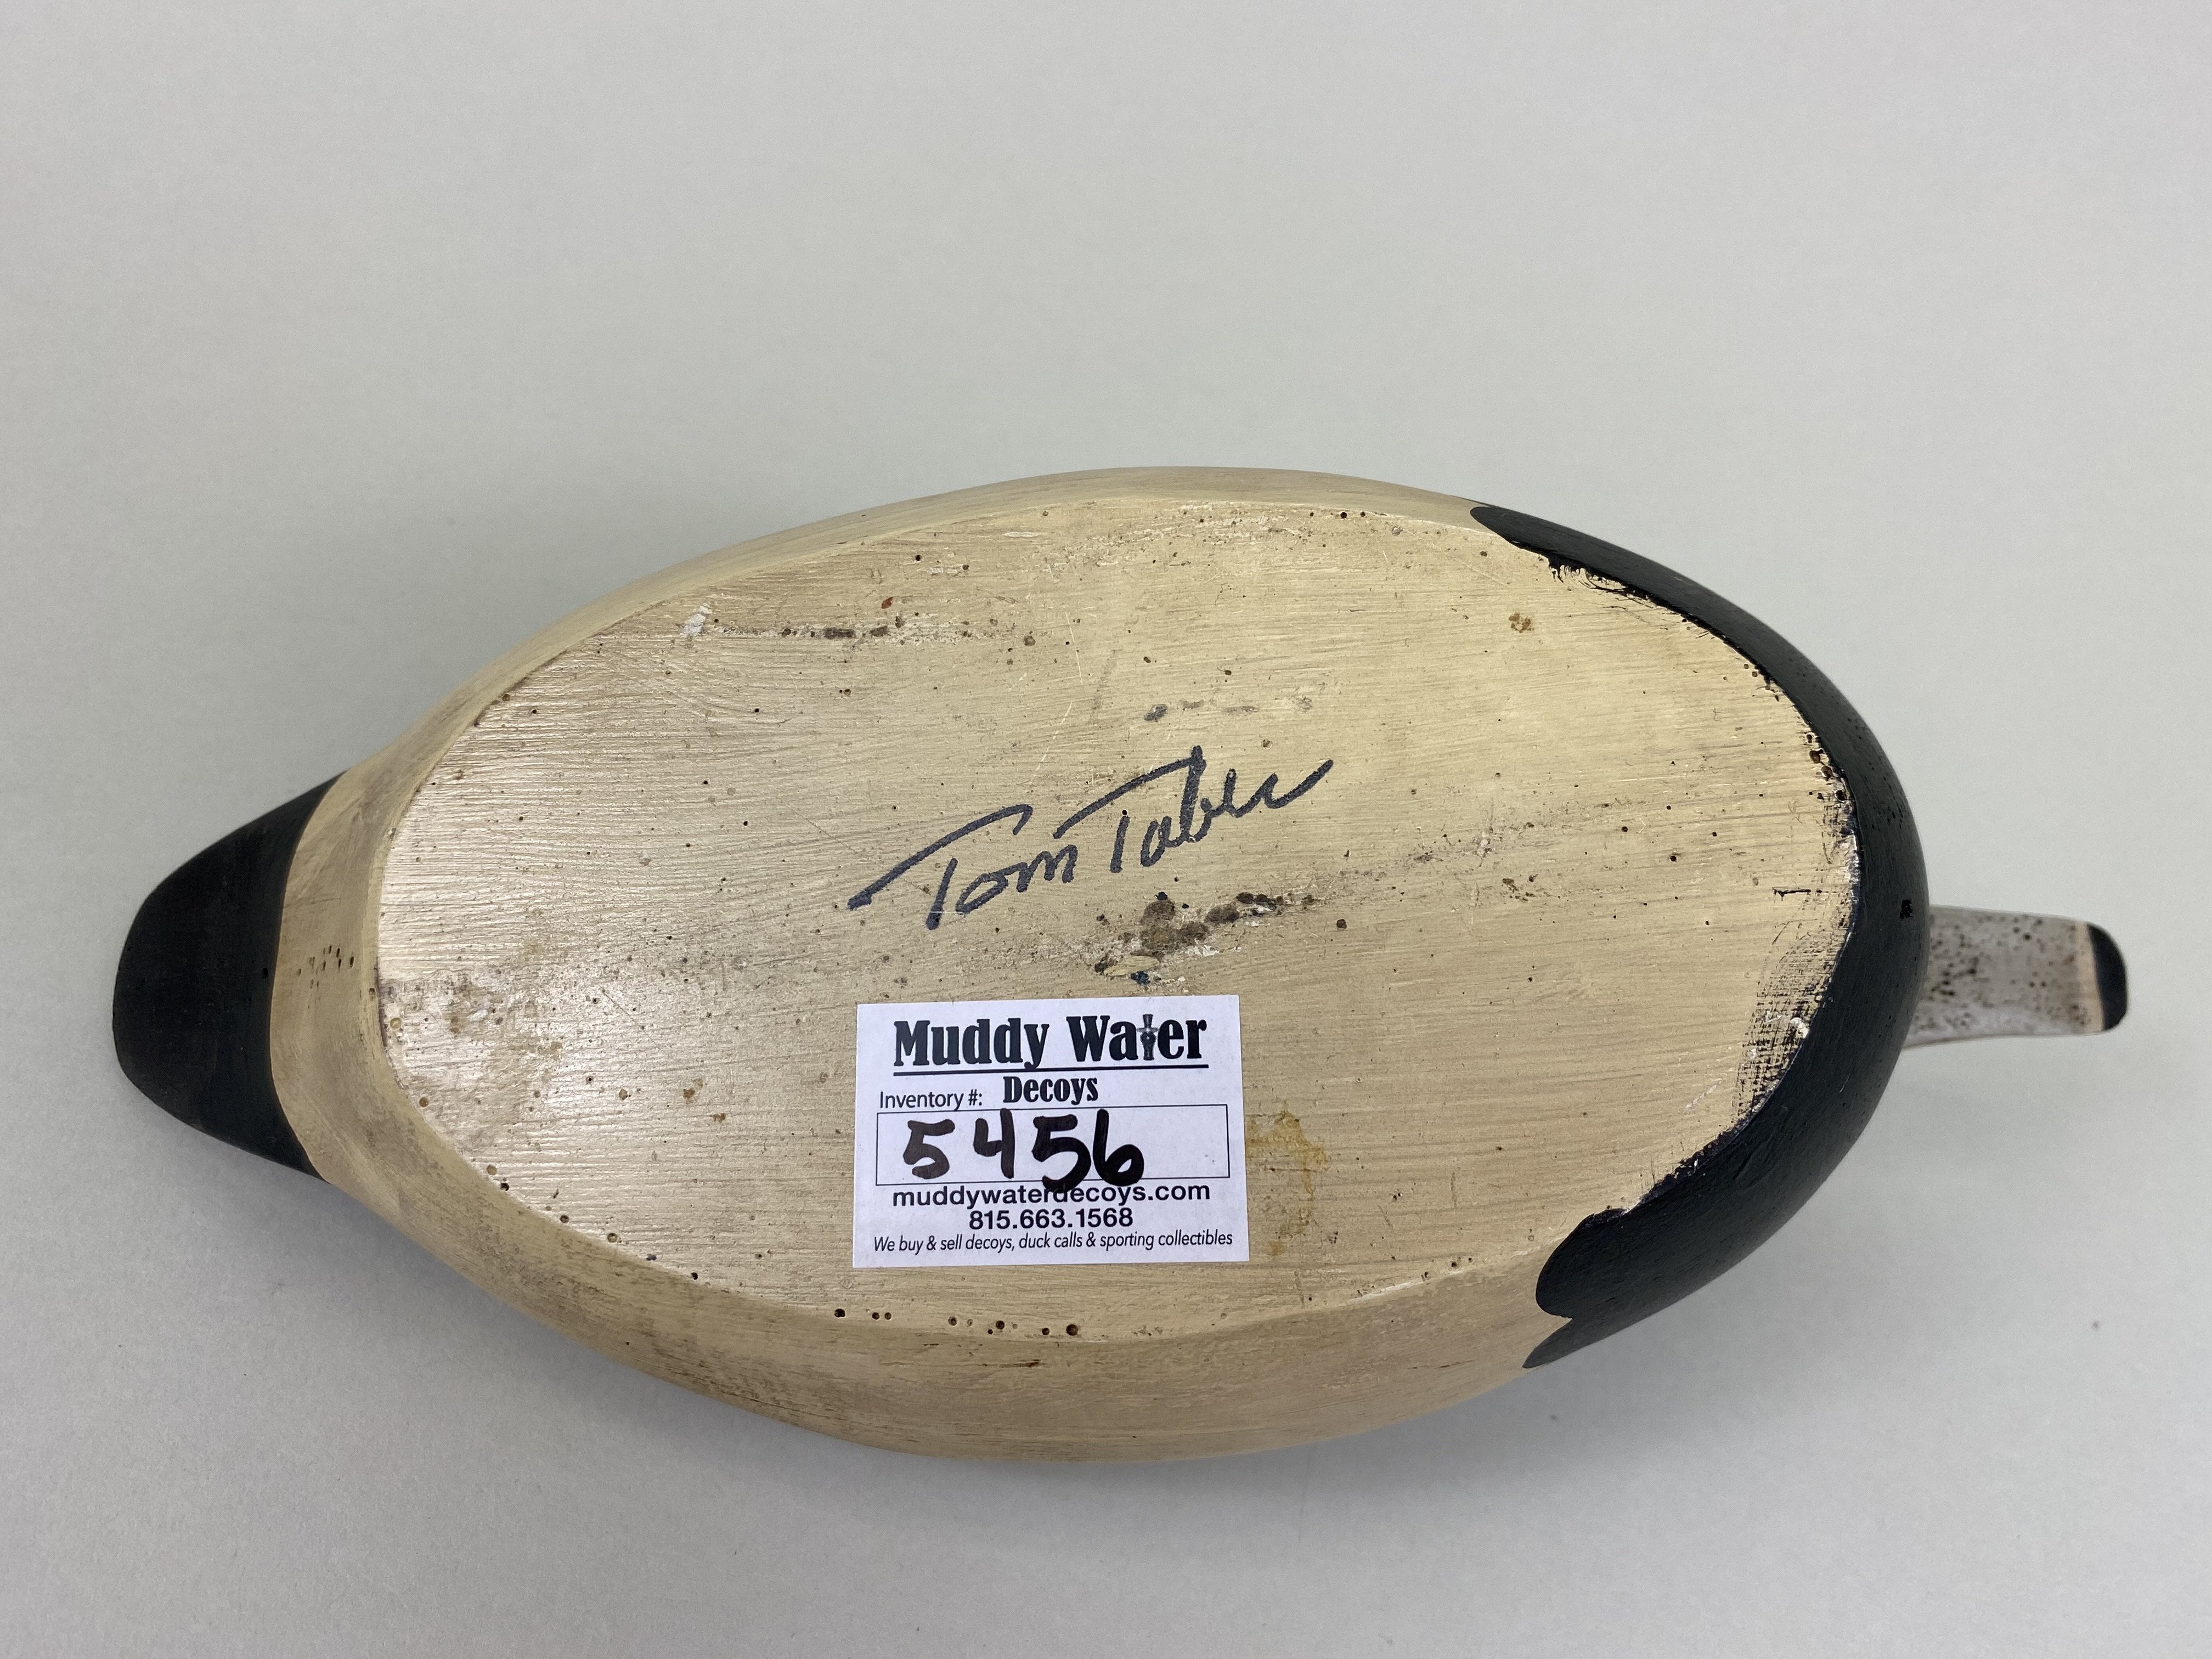 Tom Taber
Muddy Water
Decoys
Inventory #:
5456
muddywaterdecoys.com
815.663.1568
We buy & sell decoys, duck calls & sporting collectibles